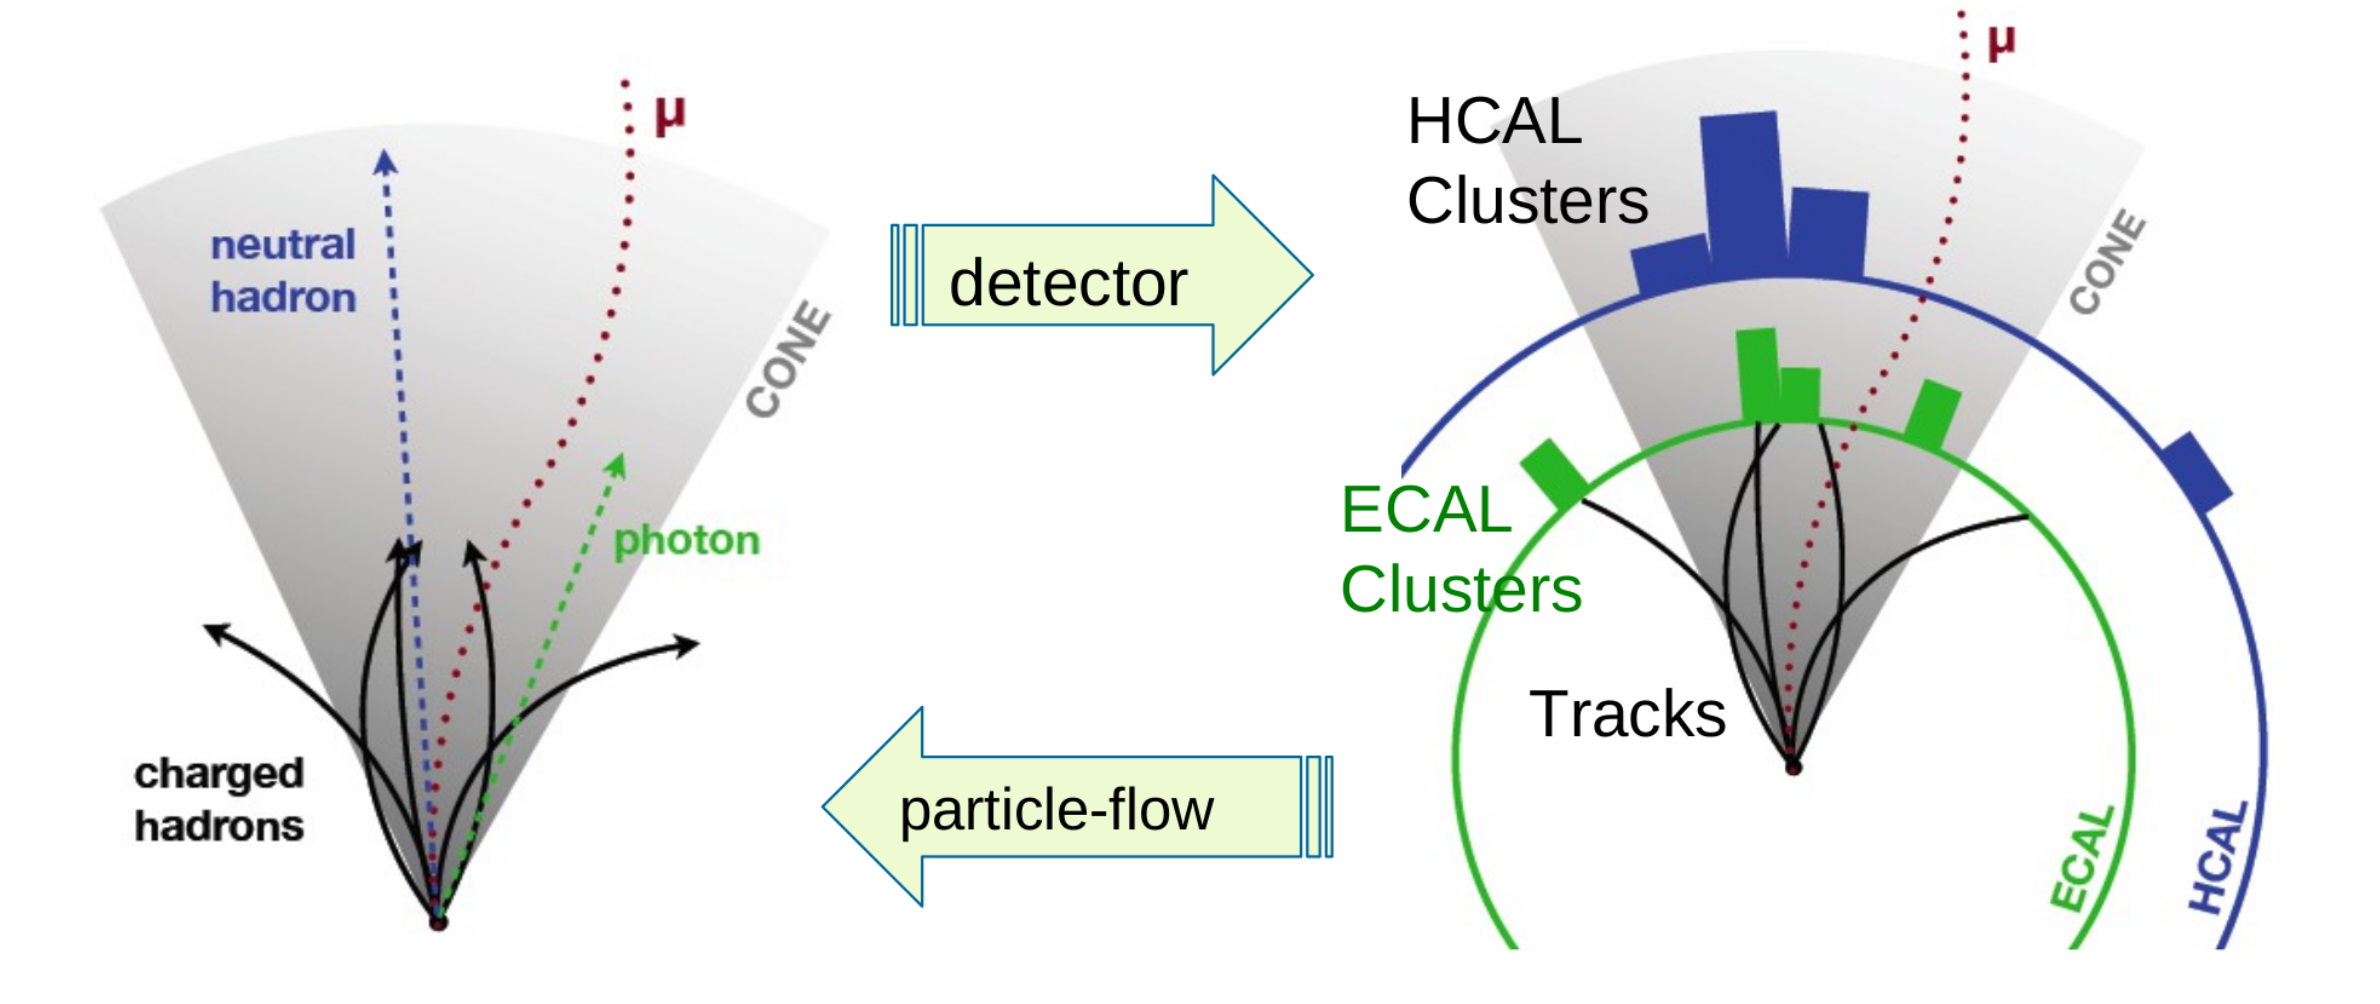 μ
neutral
hadron
CONE
photon
charged
hadrons
detector
particle-flow
μ
HCAL
Clusters
CONE
ECAL
Clusters
Tracks
ECAL
HCAL